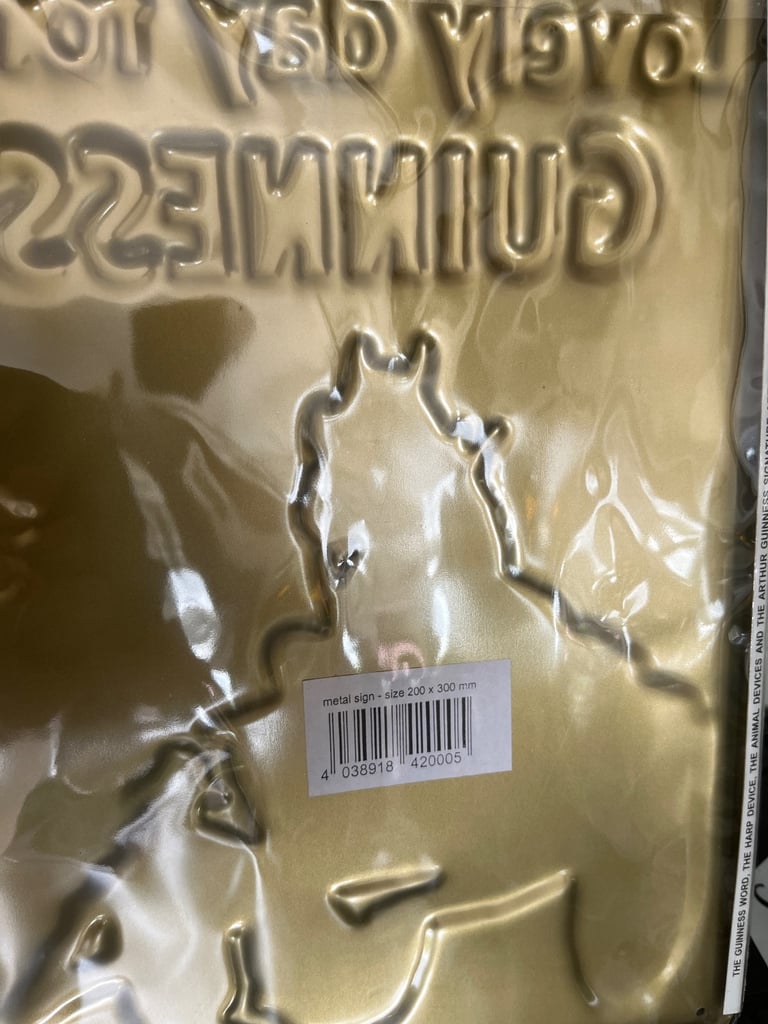 Lovely day for
GUINNESS
metal sign - size 200 x 300 mm
4 038918 420005
THE GUINNESS WORD, THE HARP DEVICE, THE ANIMAL DEVICES AND THE ARTHUR GUINNESS SIGNATURE